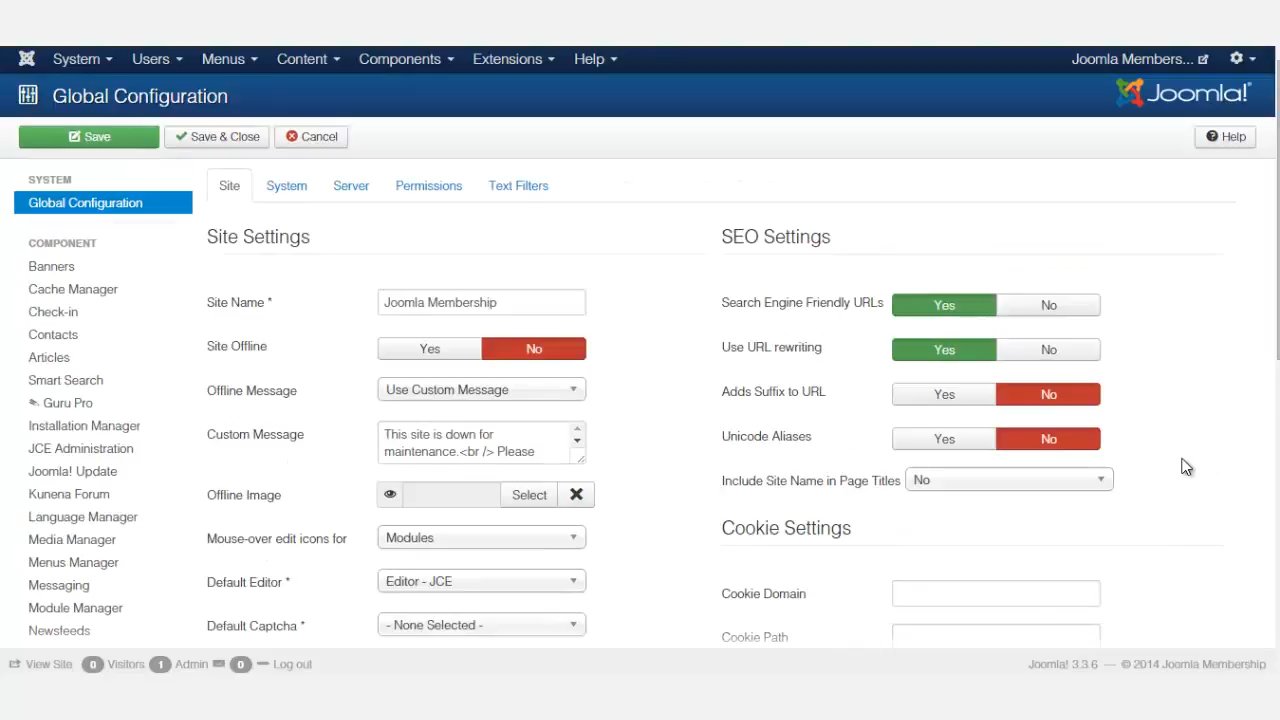 System Users Menus Content Components Extensions Help Joomla Members...
Global Configuration Joomla!®
Save Save & Close Cancel Help
SYSTEM
Global Configuration
COMPONENT
Banners
Cache Manager
Check-in
Contacts
Articles
Smart Search
Guru Pro
Installation Manager
JCE Administration
Joomla! Update
Kunena Forum
Language Manager
Media Manager
Menus Manager
Messaging
Module Manager
Newsfeeds
Site System Server Permissions Text Filters
Site Settings
Site Name * Joomla Membership
Site Offline Yes No
Offline Message Use Custom Message
Custom Message This site is down for
maintenance.<br /> Please
Offline Image Select
Mouse-over edit icons for Modules
Default Editor * Editor - JCE
Default Captcha * - None Selected -
SEO Settings
Search Engine Friendly URLs Yes No
Use URL rewriting Yes No
Adds Suffix to URL Yes No
Unicode Aliases Yes No
Include Site Name in Page Titles No
Cookie Settings
Cookie Domain
Cookie Path
View Site 0 Visitors 1 Admin 0 Log out Joomla! 3.3.6 — © 2014 Joomla Membership